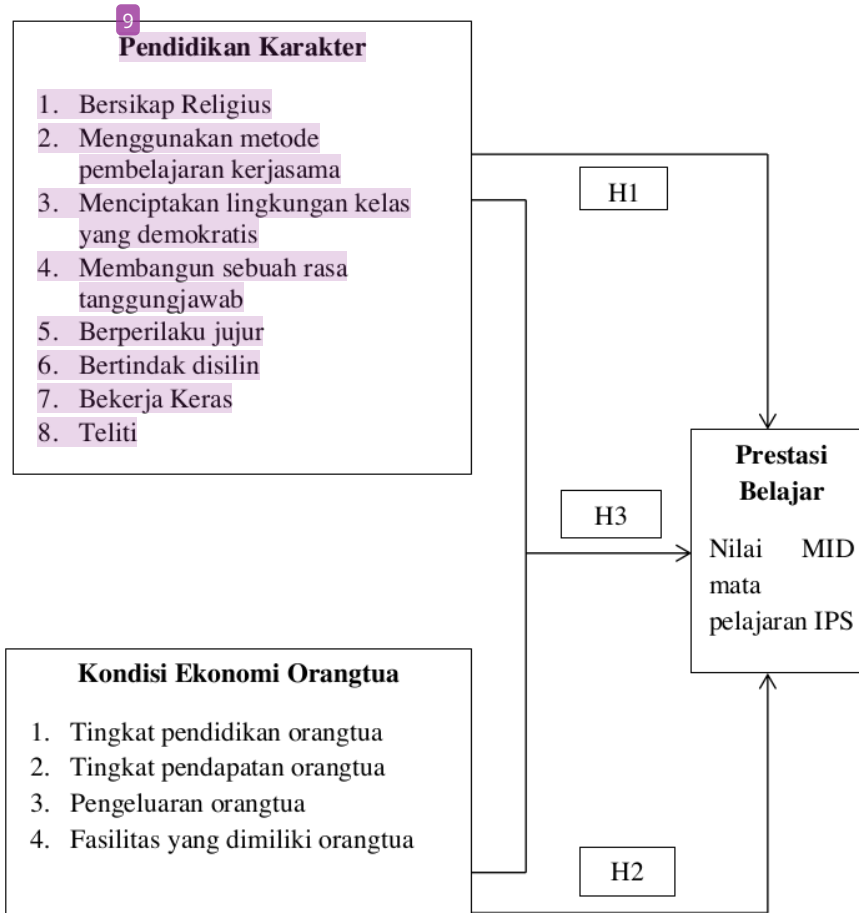 9
Pendidikan Karakter
1. Bersikap Religius
2. Menggunakan metode
pembelajaran kerjasama
3. Menciptakan lingkungan kelas
yang demokratis
4. Membangun sebuah rasa
tanggungjawab
5. Berperilaku jujur
6. Bertindak disilin
7. Bekerja Keras
8. Teliti
H1
Prestasi
Belajar
Nilai MID
mata
pelajaran IPS
H3
Kondisi Ekonomi Orangtua
1. Tingkat pendidikan orangtua
2. Tingkat pendapatan orangtua
3. Pengeluaran orangtua
4. Fasilitas yang dimiliki orangtua
H2